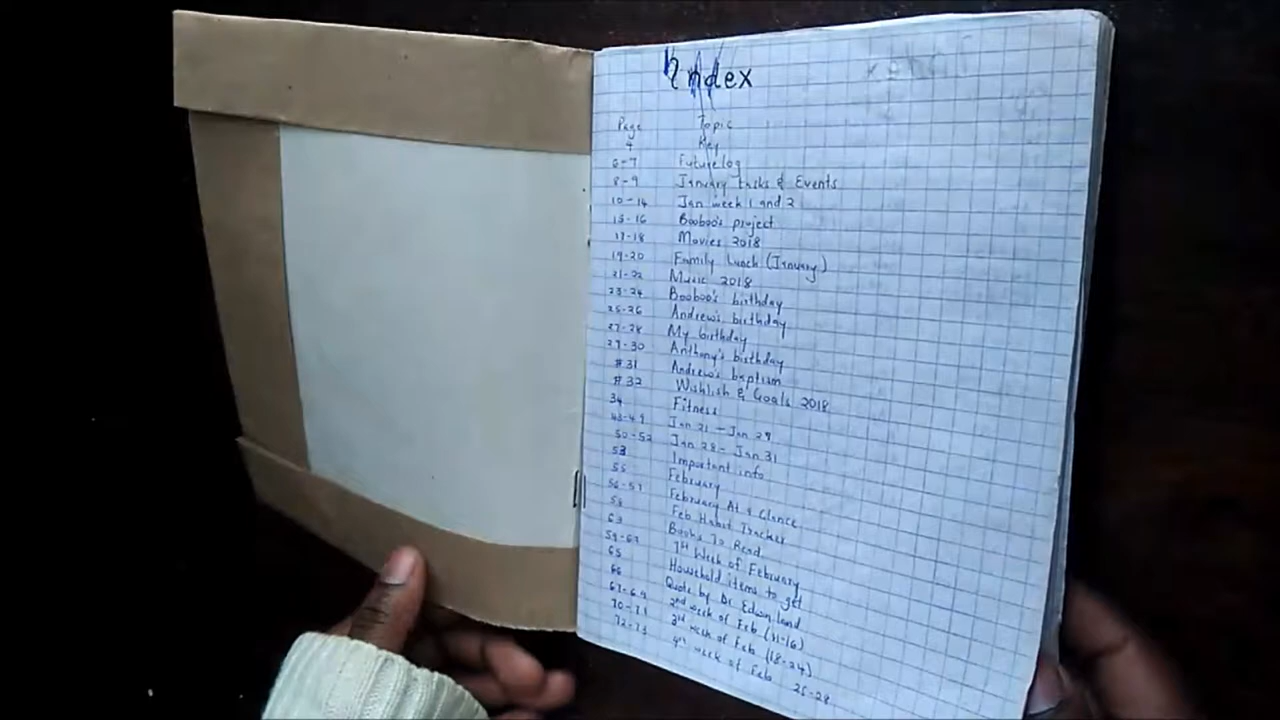 Index
Page Topic
4 Key
6-7 Future log
8-9 January tasks & Events
10-14 Jan week 1 and 2
15-16 Booboo's project
17-18 Movies 2018
19-20 Family Lunch (January)
21-22 Music 2018
23-24 Booboo's birthday
25-26 Andrew's birthday
27-28 My birthday
29-30 Anthony's birthday
#31 Andrew's baptism
#32 Wishlish & Goals 2018
34 Fitness
43-49 Jan 21 - Jan 27
50-52 Jan 28 - Jan 31
53 Important info
55 February
56-57 February At a Glance
58 Feb Habit Tracker
63 Books To Read
59-62 1st Week of February
65 Household items to get
66 Quote by Dr Edwin land
67-69 2nd week of Feb (11-16)
70-71 3rd week of Feb (18-24)
72-73 4th week of Feb 25-28